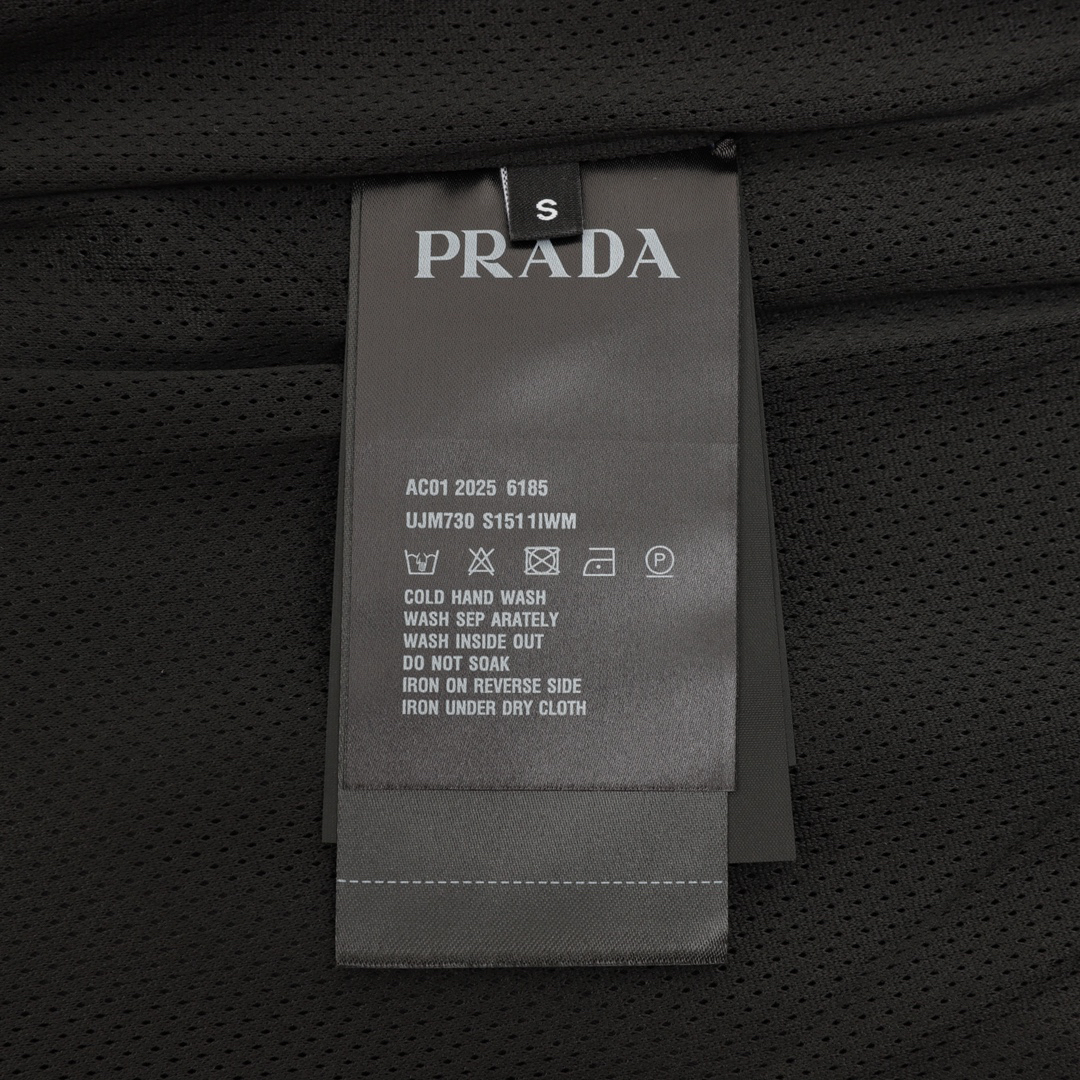 S
PRADA
AC01 2025 6185
UJM730 S1511IWM
P
COLD HAND WASH
WASH SEP ARATELY
WASH INSIDE OUT
DO NOT SOAK
IRON ON REVERSE SIDE
IRON UNDER DRY CLOTH